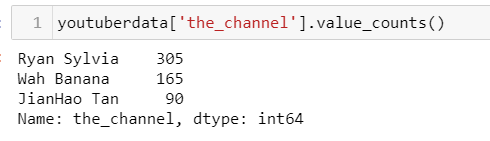 1 youtuberdata['the_channel'].value_counts()
Ryan Sylvia 305
Wah Banana 165
JianHao Tan 90
Name: the_channel, dtype: int64